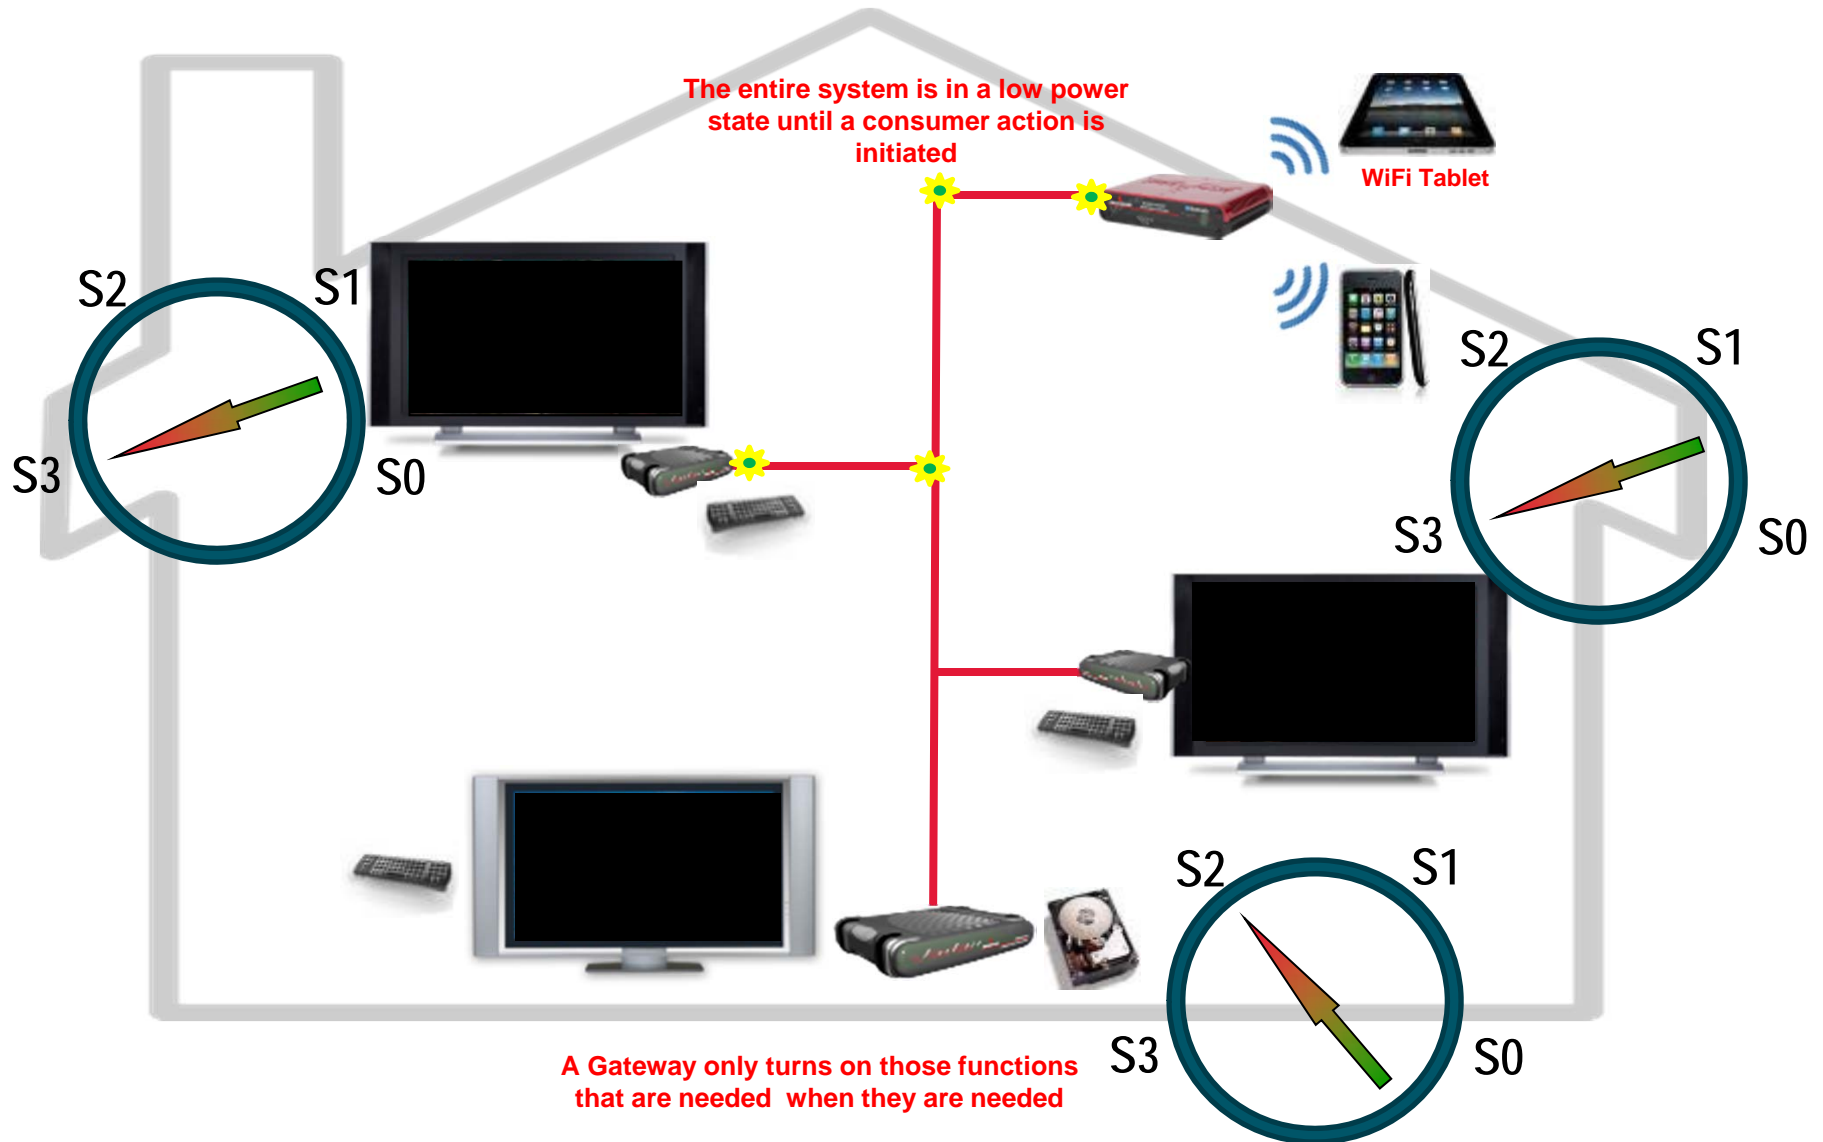 The entire system is in a low power
state until a consumer action is
initiated
WiFi Tablet
S2
S1
S3
S0
S2
S1
S3
S0
S2
S1
S3
S0
A Gateway only turns on those functions
that are needed  when they are needed